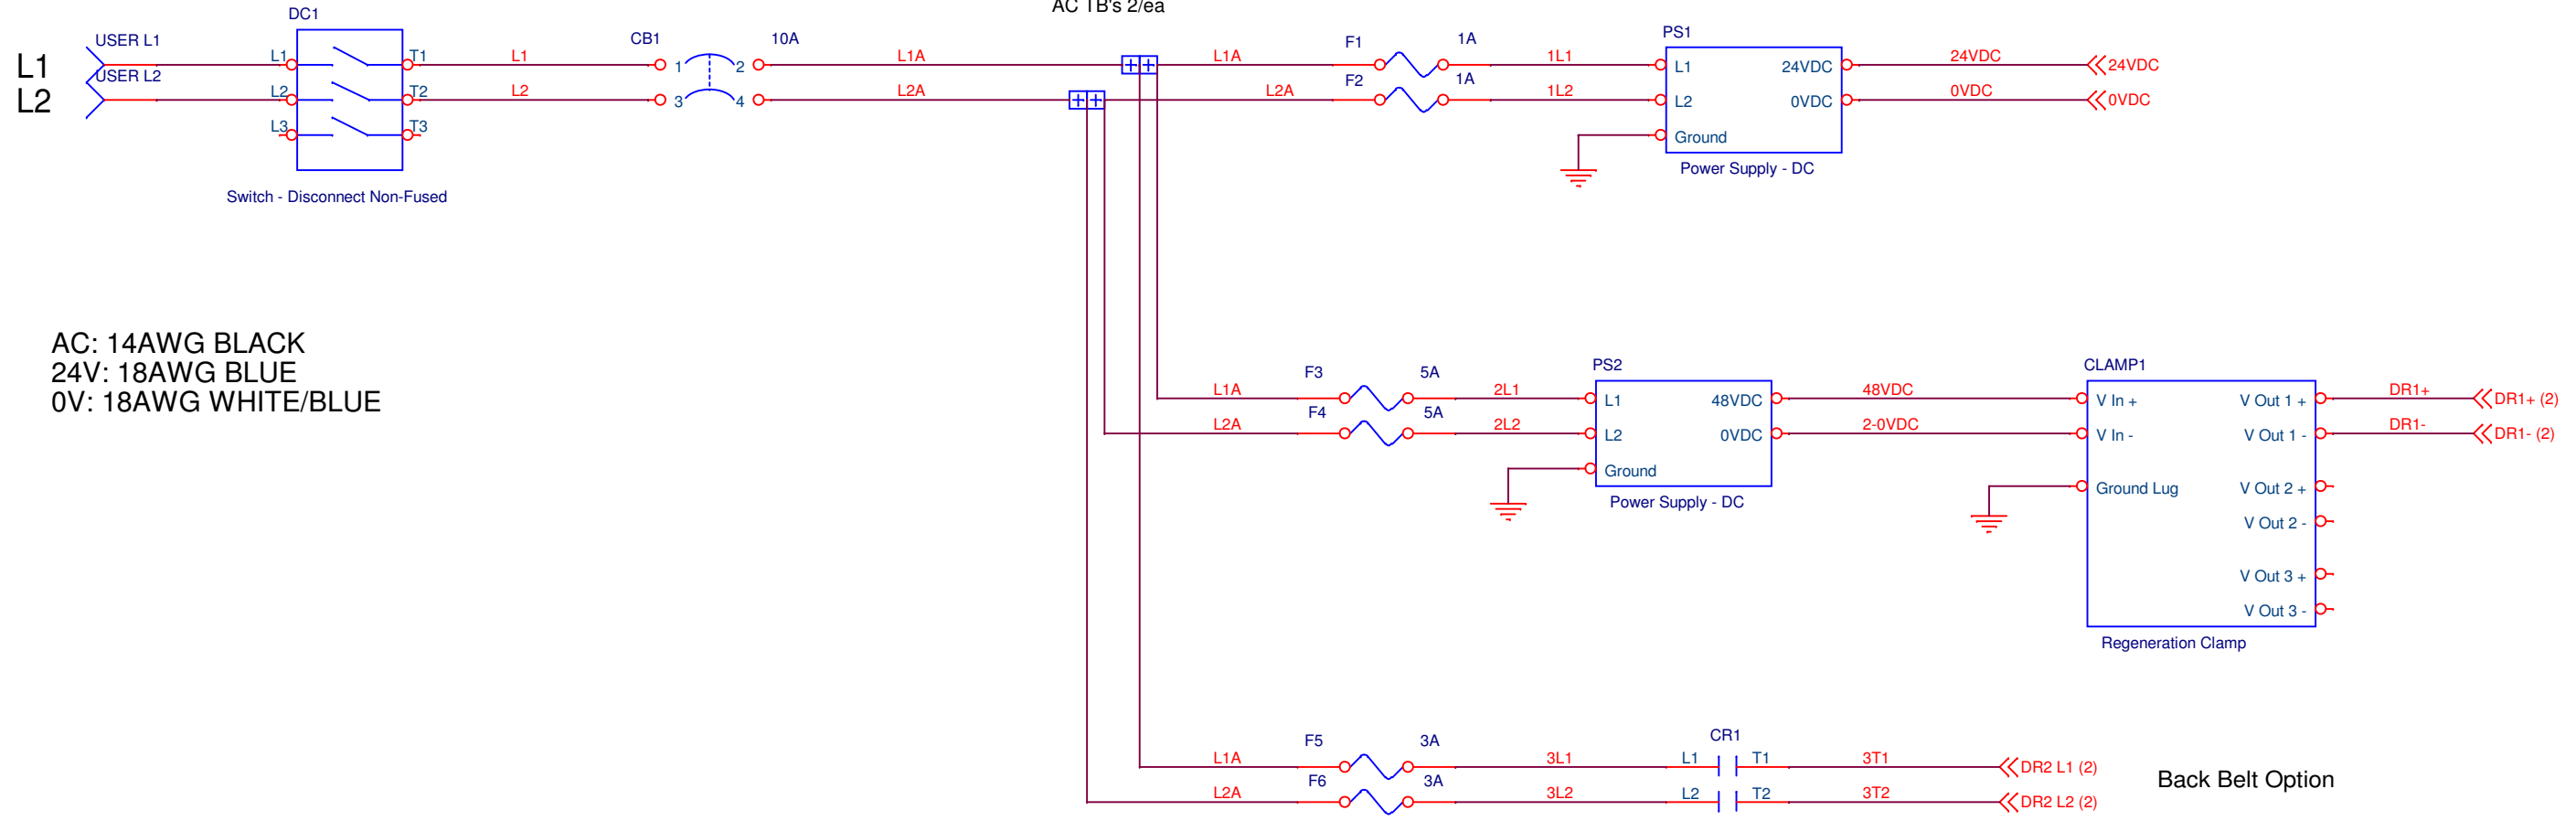 AC TB's 2/ea
DC1
USER L1
USER L2
L1
L2
L1
L2
L3
T1
T2
T3
Switch - Disconnect Non-Fused
L1
L2
CB1
10A
1
2
3
4
L1A
L2A
L1A
L2A
F1
1A
F2
1A
1L1
1L2
PS1
L1
L2
Ground
24VDC
0VDC
Power Supply - DC
24VDC
0VDC
24VDC
0VDC
AC: 14AWG BLACK
24V: 18AWG BLUE
0V: 18AWG WHITE/BLUE
L1A
L2A
F3
5A
F4
5A
2L1
2L2
PS2
L1
L2
Ground
48VDC
0VDC
Power Supply - DC
48VDC
2-0VDC
CLAMP1
V In +
V In -
Ground Lug
V Out 1 +
V Out 1 -
V Out 2 +
V Out 2 -
V Out 3 +
V Out 3 -
Regeneration Clamp
DR1+
DR1-
DR1+ (2)
DR1- (2)
L1A
L2A
F5
3A
F6
3A
3L1
3L2
CR1
L1
T1
L2
T2
3T1
3T2
DR2 L1 (2)
DR2 L2 (2)
Back Belt Option